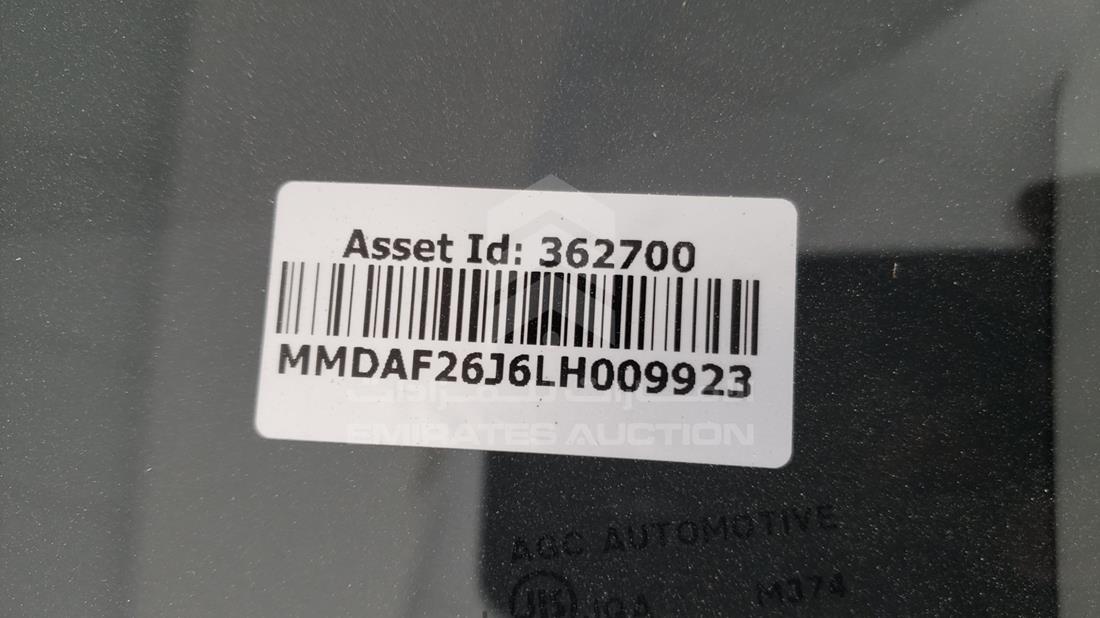 Asset Id: 362700
MMDAF26J6LH009923
EMIRATES AUCTION
AGC AUTOMOTIVE
M374